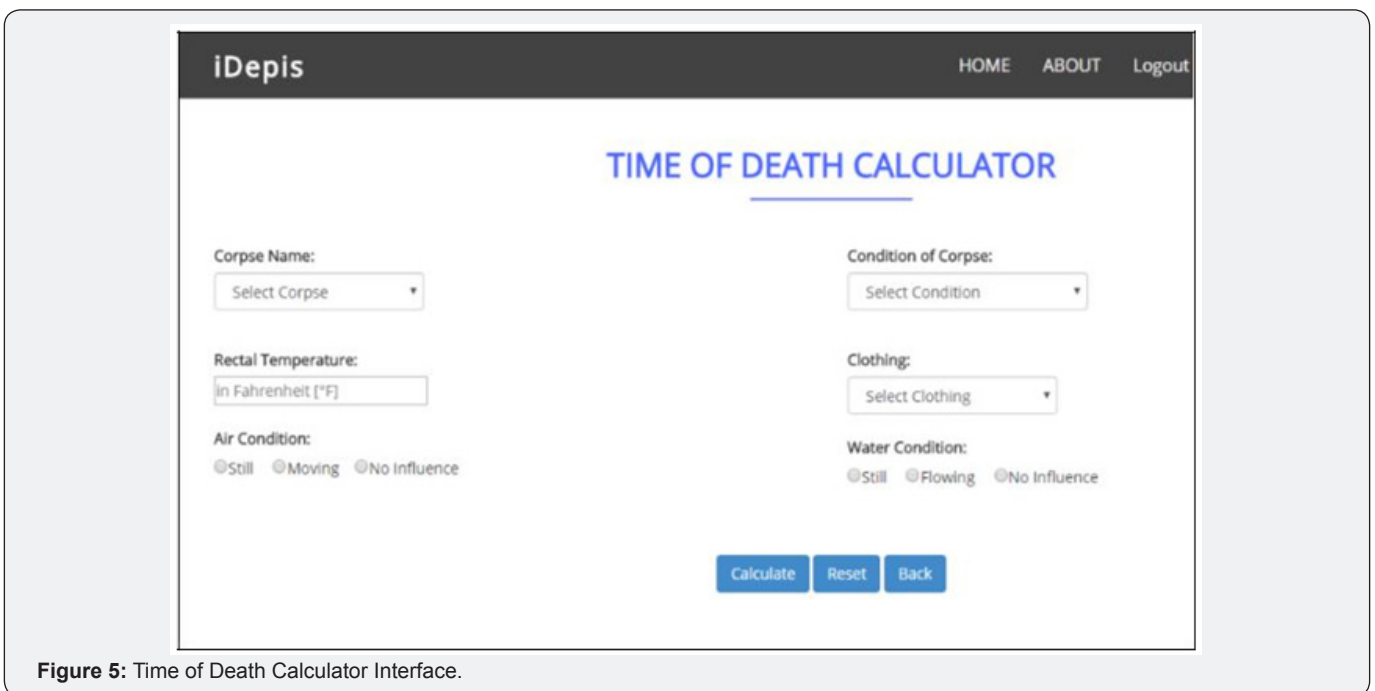 iDepis
HOME ABOUT Logout
TIME OF DEATH CALCULATOR
Corpse Name:
Select Corpse
Condition of Corpse:
Select Condition
Rectal Temperature:
in Fahrenheit [°F]
Clothing:
Select Clothing
Air Condition:
Still Moving No Influence
Water Condition:
Still Flowing No Influence
Calculate Reset Back
Figure 5: Time of Death Calculator Interface.